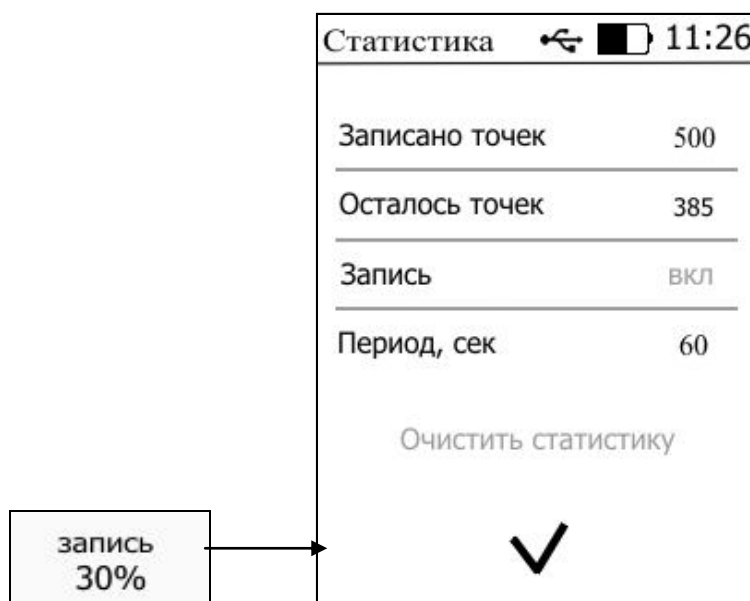 Статистика 11:26
Записано точек 500
Осталось точек 385
Запись вкл
Период, сек 60
Очистить статистику
запись
30%